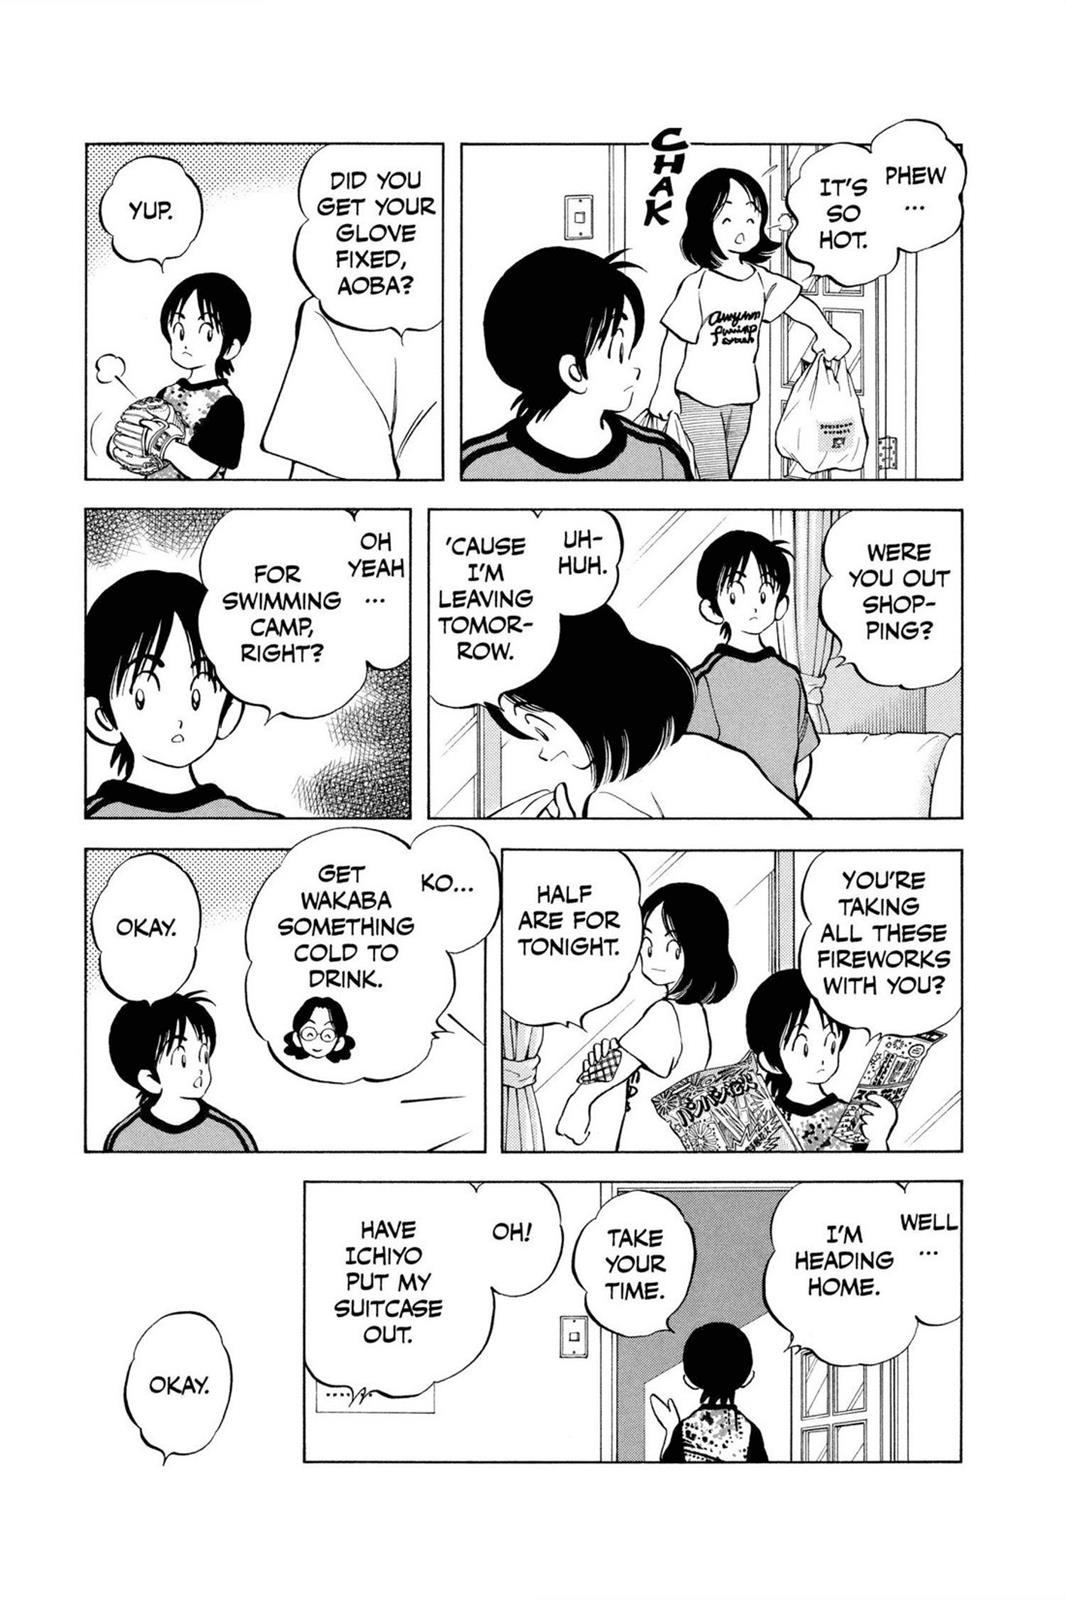 PHEW
...
IT'S
SO
HOT.
CHAK
DID YOU
GET YOUR
GLOVE
FIXED,
AOBA?
YUP.
WERE
YOU OUT
SHOP-
PING?
UH-
HUH.
'CAUSE
I'M
LEAVING
TOMOR-
ROW.
OH
YEAH
...
FOR
SWIMMING
CAMP,
RIGHT?
YOU'RE
TAKING
ALL THESE
FIREWORKS
WITH YOU?
HALF
ARE FOR
TONIGHT.
KO...
GET
WAKABA
SOMETHING
COLD TO
DRINK.
OKAY.
WELL
...
I'M
HEADING
HOME.
TAKE
YOUR
TIME.
OH!
HAVE
ICHIYO
PUT MY
SUITCASE
OUT.
OKAY.